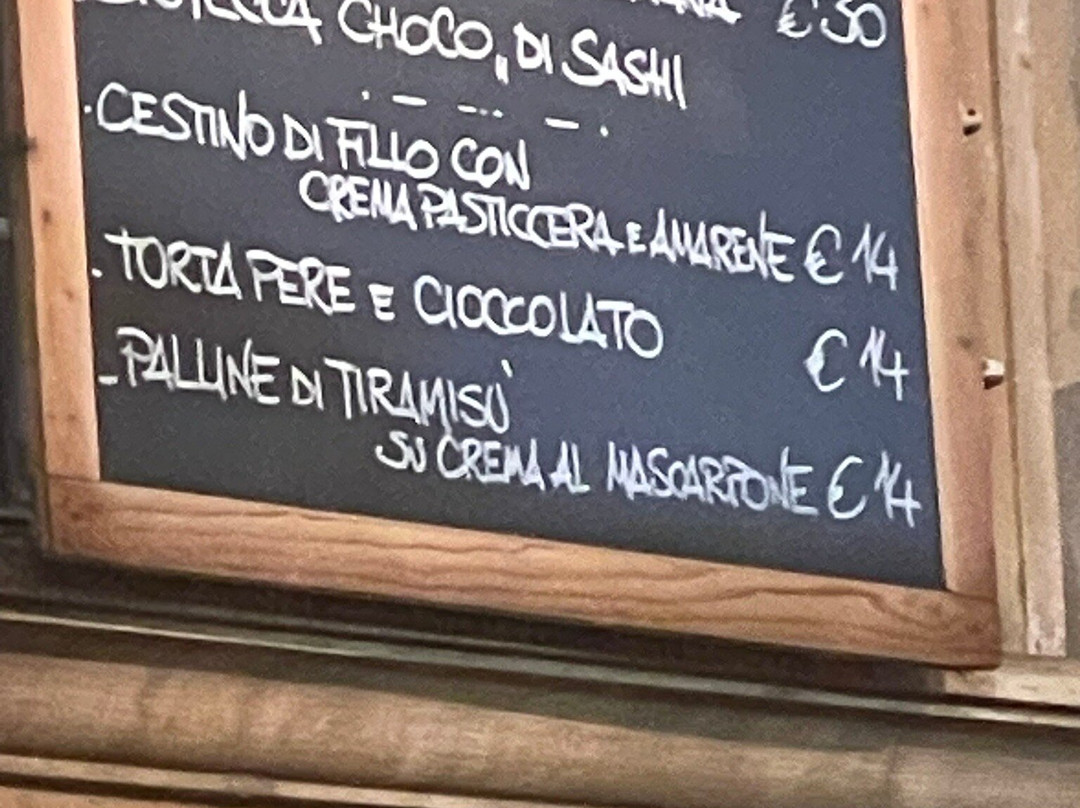 € 50
CHOCO" DI SASHI
· CESTINO DI FILLO CON
CREMA PASTICCERA E AMARENE € 14
. TORTA PERE E CIOCCOLATO € 14
- PALLINE DI TIRAMISÙ
SU CREMA AL MASCARPONE € 14